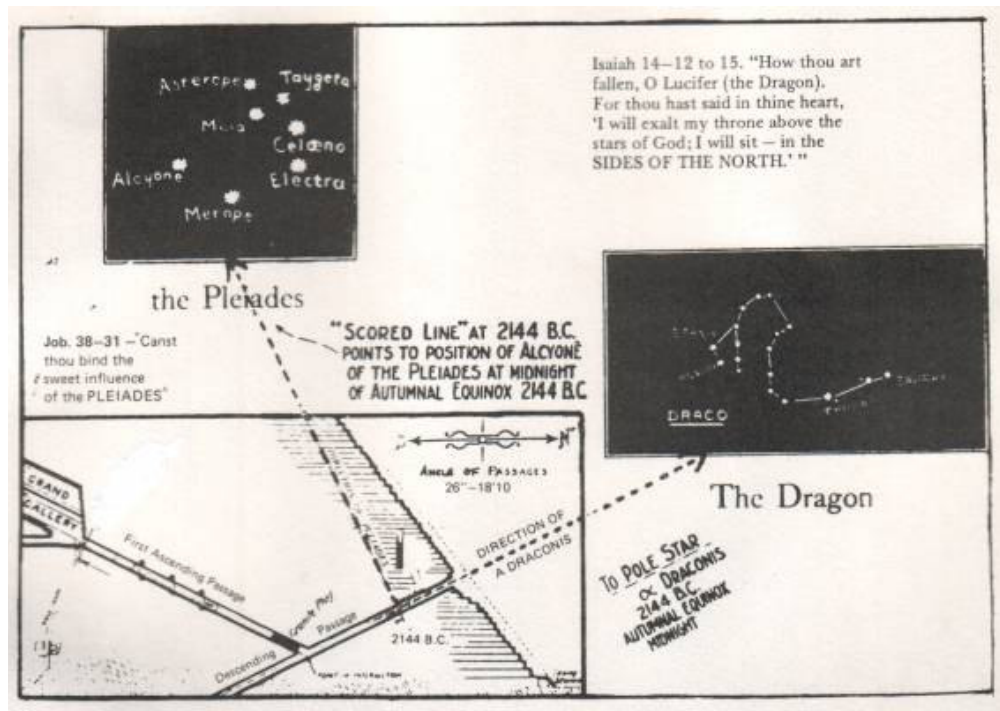 Asterope
Taygeta
Maia
Celæno
Alcyone
Electra
Merope
the Pleiades
Isaiah 14–12 to 15. "How thou art
fallen, O Lucifer (the Dragon).
For thou hast said in thine heart,
'I will exalt my throne above the
stars of God; I will sit – in the
SIDES OF THE NORTH.' "
Job. 38–31 –"Canst
thou bind the
sweet influence
of the PLEIADES"
"SCORED LINE" AT 2144 B.C.
POINTS TO POSITION OF ALCYONE
OF THE PLEIADES AT MIDNIGHT
OF AUTUMNAL EQUINOX 2144 B.C
DRACO
The Dragon
N
ANGLE OF PASSAGES
26"–18'10
GRAND
GALLERY
First Ascending Passage
Granite Plug
Descending
Passage
2144 B.C.
POINT OF INTERSECTION
DIRECTION OF
A DRACONIS
TO POLE STAR
∝ DRACONIS
2144 B.C.
AUTUMNAL EQUINOX
MIDNIGHT